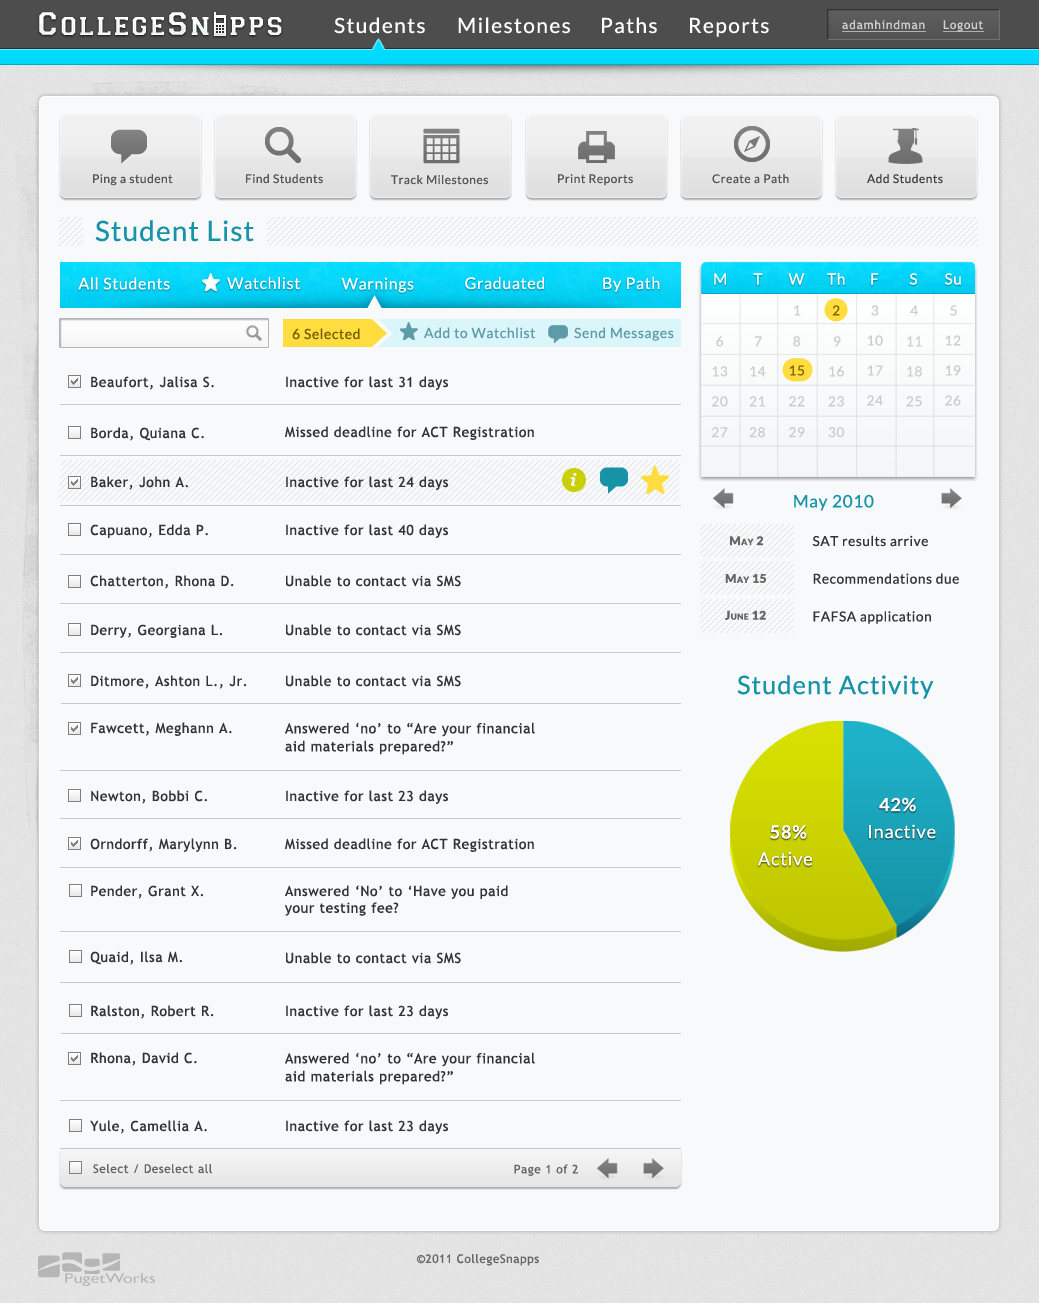 COLLEGESNAPPS
Students Milestones Paths Reports
adamhindman Logout
Ping a student
Find Students
Track Milestones
Print Reports
Create a Path
Add Students
Student List
All Students Watchlist Warnings Graduated By Path
6 Selected Add to Watchlist Send Messages
Beaufort, Jalisa S. Inactive for last 31 days
Borda, Quiana C. Missed deadline for ACT Registration
Baker, John A. Inactive for last 24 days
i
Capuano, Edda P. Inactive for last 40 days
Chatterton, Rhona D. Unable to contact via SMS
Derry, Georgiana L. Unable to contact via SMS
Ditmore, Ashton L., Jr. Unable to contact via SMS
Fawcett, Meghann A. Answered ‘no’ to “Are your financial
aid materials prepared?”
Newton, Bobbi C. Inactive for last 23 days
Orndorff, Marylynn B. Missed deadline for ACT Registration
Pender, Grant X. Answered ‘No’ to ‘Have you paid
your testing fee?
Quaid, Ilsa M. Unable to contact via SMS
Ralston, Robert R. Inactive for last 23 days
Rhona, David C. Answered ‘no’ to “Are your financial
aid materials prepared?”
Yule, Camellia A. Inactive for last 23 days
Select / Deselect all Page 1 of 2
M T W Th F S Su
1 2 3 4 5
6 7 8 9 10 11 12
13 14 15 16 17 18 19
20 21 22 23 24 25 26
27 28 29 30
May 2010
May 2 SAT results arrive
May 15 Recommendations due
June 12 FAFSA application
Student Activity
42%
Inactive
58%
Active
©2011 CollegeSnapps
PugetWorks